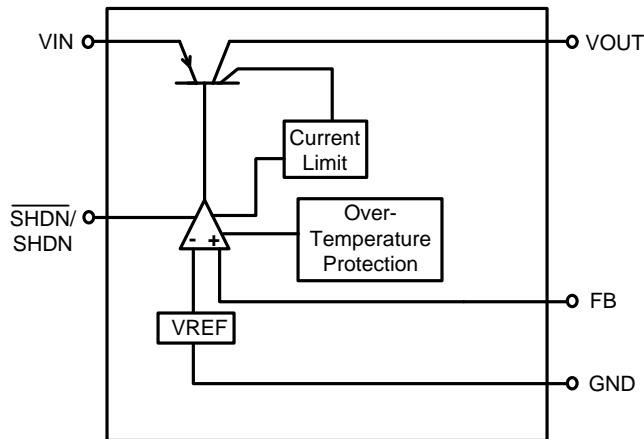 VIN
VOUT
Current
Limit
SHDN/
SHDN
Over-
Temperature
Protection
- +
FB
VREF
GND